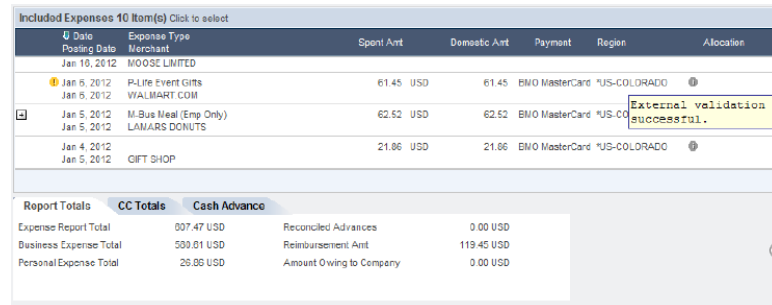 Included Expenses 10 Item(s) Click to select
Date Expense Type Spent Amt Domestic Amt Payment Region Allocation
Posting Date Merchant
Jan 16, 2012 MOOSE LIMITED
Jan 6, 2012 P-Life Event Gifts 61.45 USD 61.45 BMO MasterCard *US-COLORADO
Jan 6, 2012 WALMART.COM
External validation successful.
Jan 5, 2012 M-Bus Meal (Emp Only) 62.52 USD 62.52 BMO MasterCard *US-CO
Jan 5, 2012 LAMARS DONUTS
Jan 4, 2012 21.86 USD 21.86 BMO MasterCard *US-COLORADO
Jan 5, 2012 GIFT SHOP
Report Totals CC Totals Cash Advance
Expense Report Total 607.47 USD Reconciled Advances 0.00 USD
Business Expense Total 580.61 USD Reimbursement Amt 119.45 USD
Personal Expense Total 26.86 USD Amount Owing to Company 0.00 USD